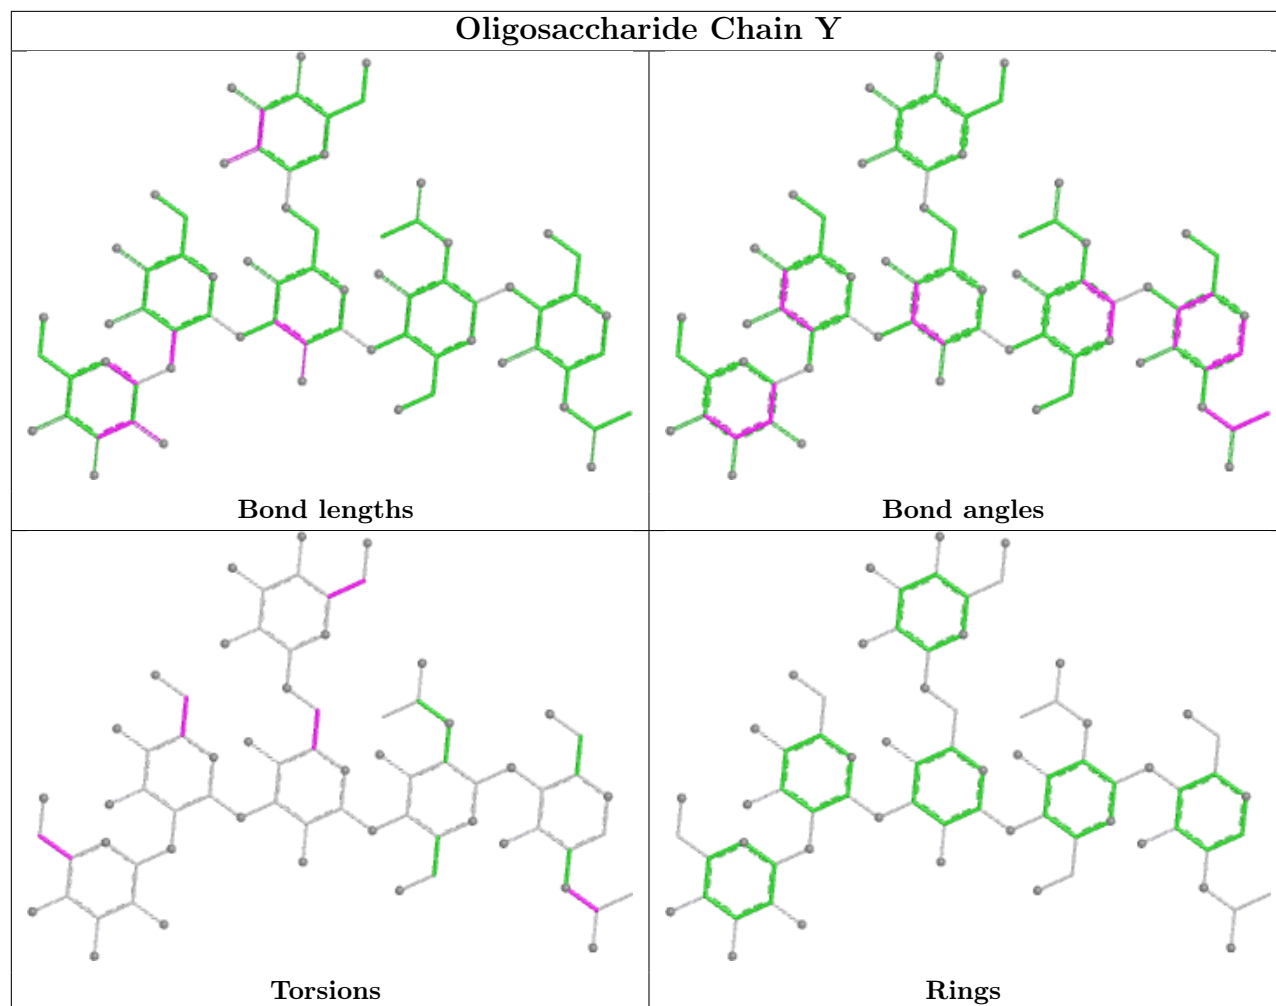 Oligosaccharide Chain Y
Bond lengths
Bond angles
Torsions
Rings